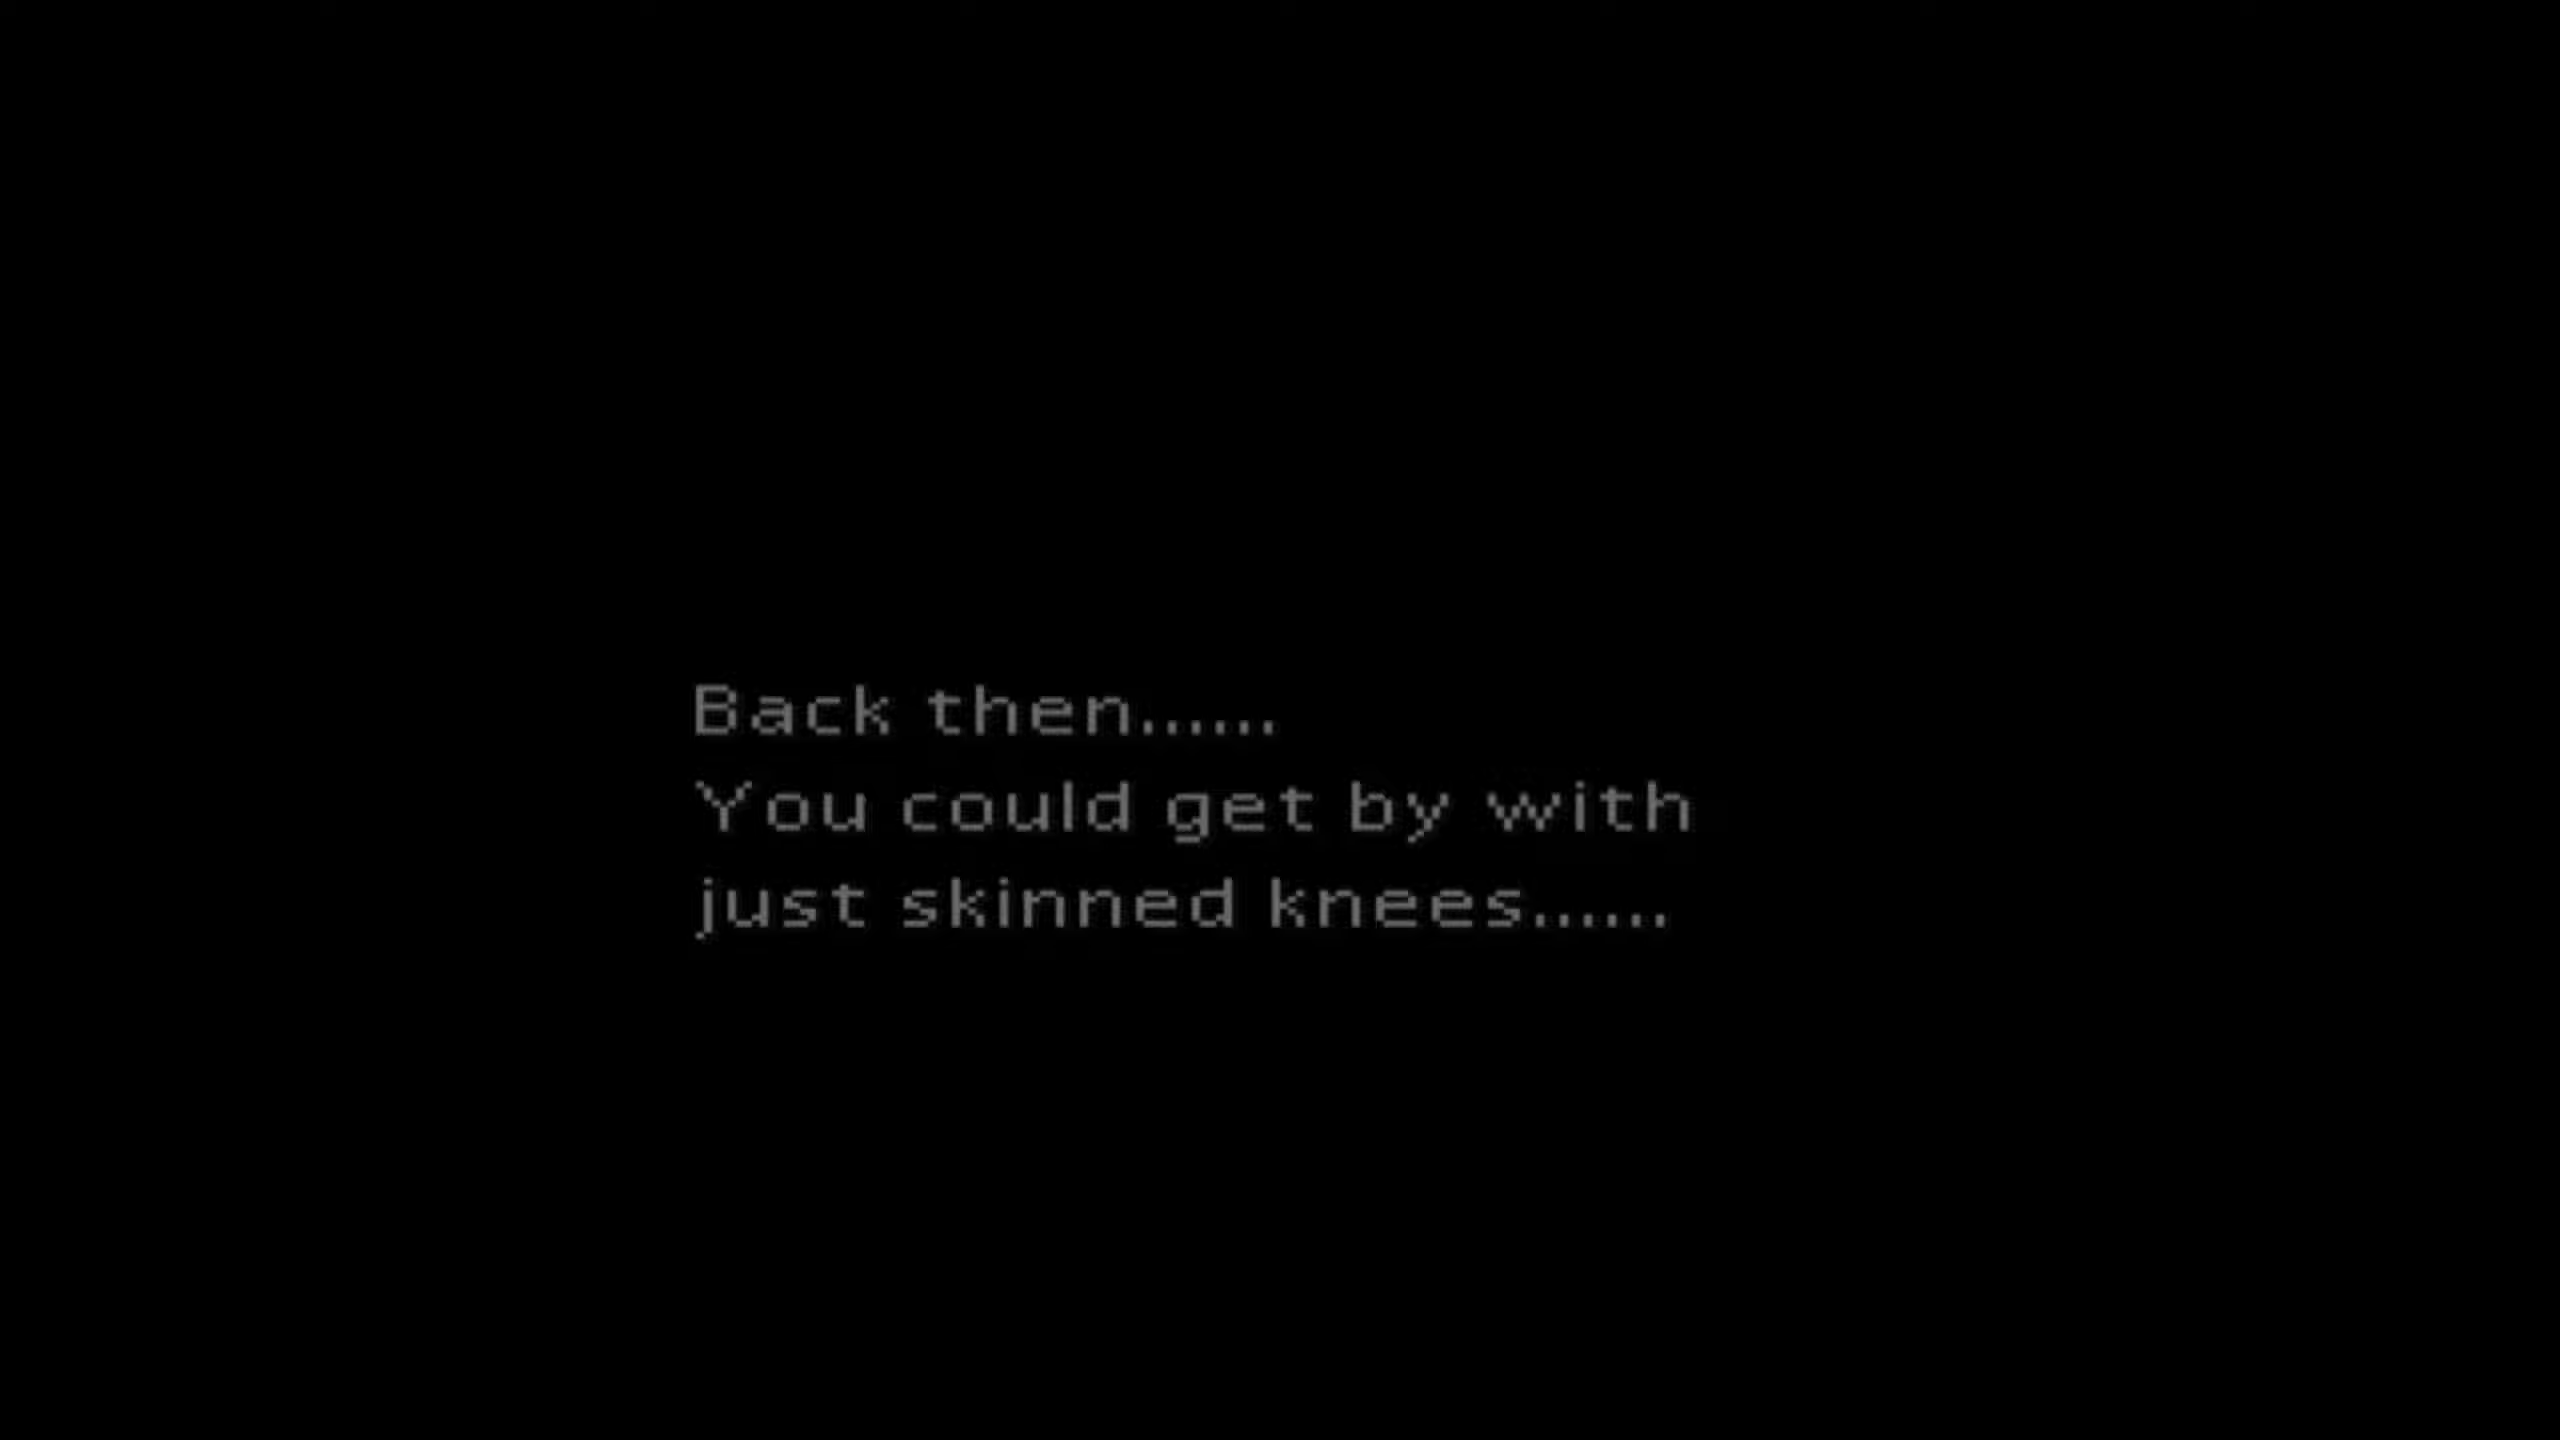 Back then......
You could get by with
just skinned knees......